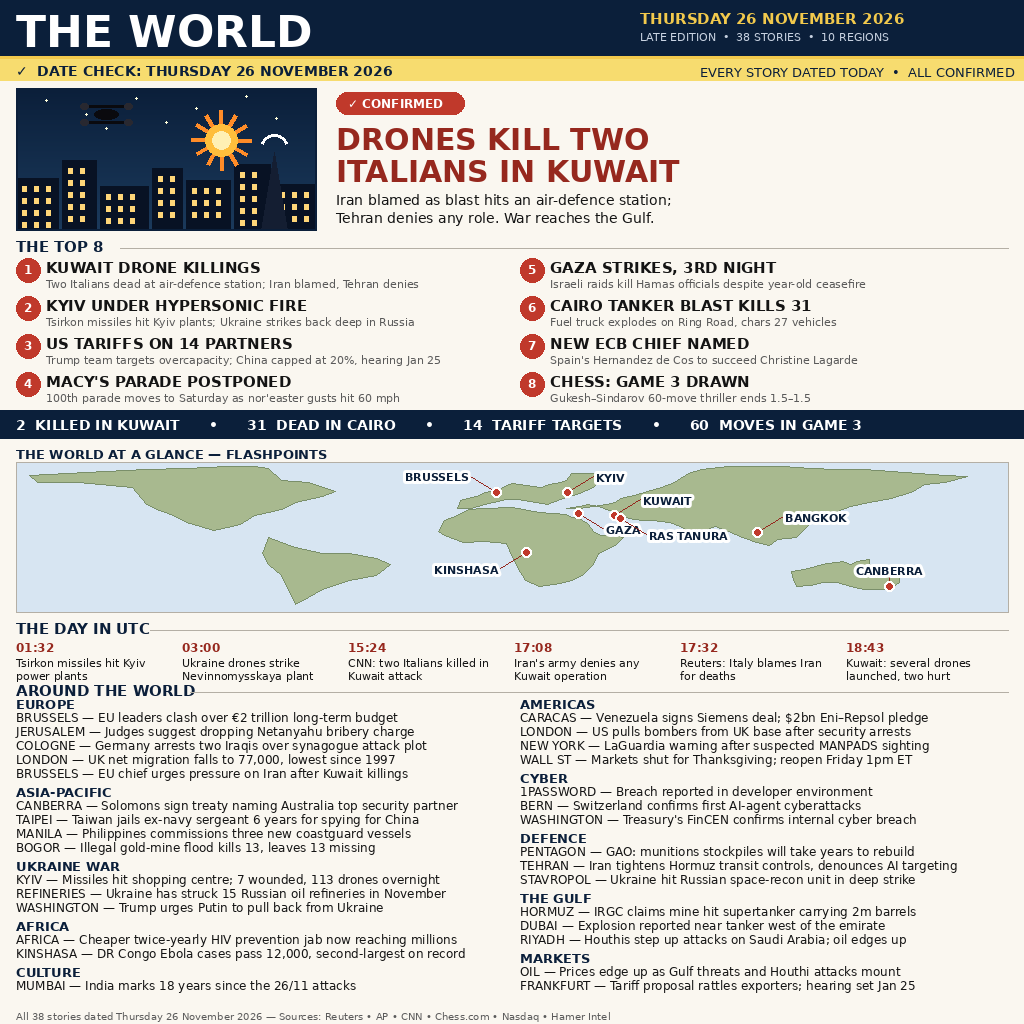 THE WORLD
THURSDAY 26 NOVEMBER 2026
LATE EDITION • 38 STORIES • 10 REGIONS
✓ DATE CHECK: THURSDAY 26 NOVEMBER 2026
EVERY STORY DATED TODAY • ALL CONFIRMED
✓ CONFIRMED
DRONES KILL TWO
ITALIANS IN KUWAIT
Iran blamed as blast hits an air-defence station;
Tehran denies any role. War reaches the Gulf.
THE TOP 8
1 KUWAIT DRONE KILLINGS
Two Italians dead at air-defence station; Iran blamed, Tehran denies
2 KYIV UNDER HYPERSONIC FIRE
Tsirkon missiles hit Kyiv plants; Ukraine strikes back deep in Russia
3 US TARIFFS ON 14 PARTNERS
Trump team targets overcapacity; China capped at 20%, hearing Jan 25
4 MACY'S PARADE POSTPONED
100th parade moves to Saturday as nor'easter gusts hit 60 mph
5 GAZA STRIKES, 3RD NIGHT
Israeli raids kill Hamas officials despite year-old ceasefire
6 CAIRO TANKER BLAST KILLS 31
Fuel truck explodes on Ring Road, chars 27 vehicles
7 NEW ECB CHIEF NAMED
Spain's Hernandez de Cos to succeed Christine Lagarde
8 CHESS: GAME 3 DRAWN
Gukesh–Sindarov 60-move thriller ends 1.5–1.5
2 KILLED IN KUWAIT • 31 DEAD IN CAIRO • 14 TARIFF TARGETS • 60 MOVES IN GAME 3
THE WORLD AT A GLANCE — FLASHPOINTS
BRUSSELS
KYIV
KUWAIT
GAZA
RAS TANURA
BANGKOK
KINSHASA
CANBERRA
THE DAY IN UTC
01:32
Tsirkon missiles hit Kyiv
power plants
03:00
Ukraine drones strike
Nevinnomysskaya plant
15:24
CNN: two Italians killed in
Kuwait attack
17:08
Iran's army denies any
Kuwait operation
17:32
Reuters: Italy blames Iran
for deaths
18:43
Kuwait: several drones
launched, two hurt
AROUND THE WORLD
EUROPE
BRUSSELS — EU leaders clash over €2 trillion long-term budget
JERUSALEM — Judges suggest dropping Netanyahu bribery charge
COLOGNE — Germany arrests two Iraqis over synagogue attack plot
LONDON — UK net migration falls to 77,000, lowest since 1997
BRUSSELS — EU chief urges pressure on Iran after Kuwait killings
ASIA-PACIFIC
CANBERRA — Solomons sign treaty naming Australia top security partner
TAIPEI — Taiwan jails ex-navy sergeant 6 years for spying for China
MANILA — Philippines commissions three new coastguard vessels
BOGOR — Illegal gold-mine flood kills 13, leaves 13 missing
UKRAINE WAR
KYIV — Missiles hit shopping centre; 7 wounded, 113 drones overnight
REFINERIES — Ukraine has struck 15 Russian oil refineries in November
WASHINGTON — Trump urges Putin to pull back from Ukraine
AFRICA
AFRICA — Cheaper twice-yearly HIV prevention jab now reaching millions
KINSHASA — DR Congo Ebola cases pass 12,000, second-largest on record
CULTURE
MUMBAI — India marks 18 years since the 26/11 attacks
AMERICAS
CARACAS — Venezuela signs Siemens deal; $2bn Eni–Repsol pledge
LONDON — US pulls bombers from UK base after security arrests
NEW YORK — LaGuardia warning after suspected MANPADS sighting
WALL ST — Markets shut for Thanksgiving; reopen Friday 1pm ET
CYBER
1PASSWORD — Breach reported in developer environment
BERN — Switzerland confirms first AI-agent cyberattacks
WASHINGTON — Treasury's FinCEN confirms internal cyber breach
DEFENCE
PENTAGON — GAO: munitions stockpiles will take years to rebuild
TEHRAN — Iran tightens Hormuz transit controls, denounces AI targeting
STAVROPOL — Ukraine hit Russian space-recon unit in deep strike
THE GULF
HORMUZ — IRGC claims mine hit supertanker carrying 2m barrels
DUBAI — Explosion reported near tanker west of the emirate
RIYADH — Houthis step up attacks on Saudi Arabia; oil edges up
MARKETS
OIL — Prices edge up as Gulf threats and Houthi attacks mount
FRANKFURT — Tariff proposal rattles exporters; hearing set Jan 25
All 38 stories dated Thursday 26 November 2026 — Sources: Reuters • AP • CNN • Chess.com • Nasdaq • Hamer Intel